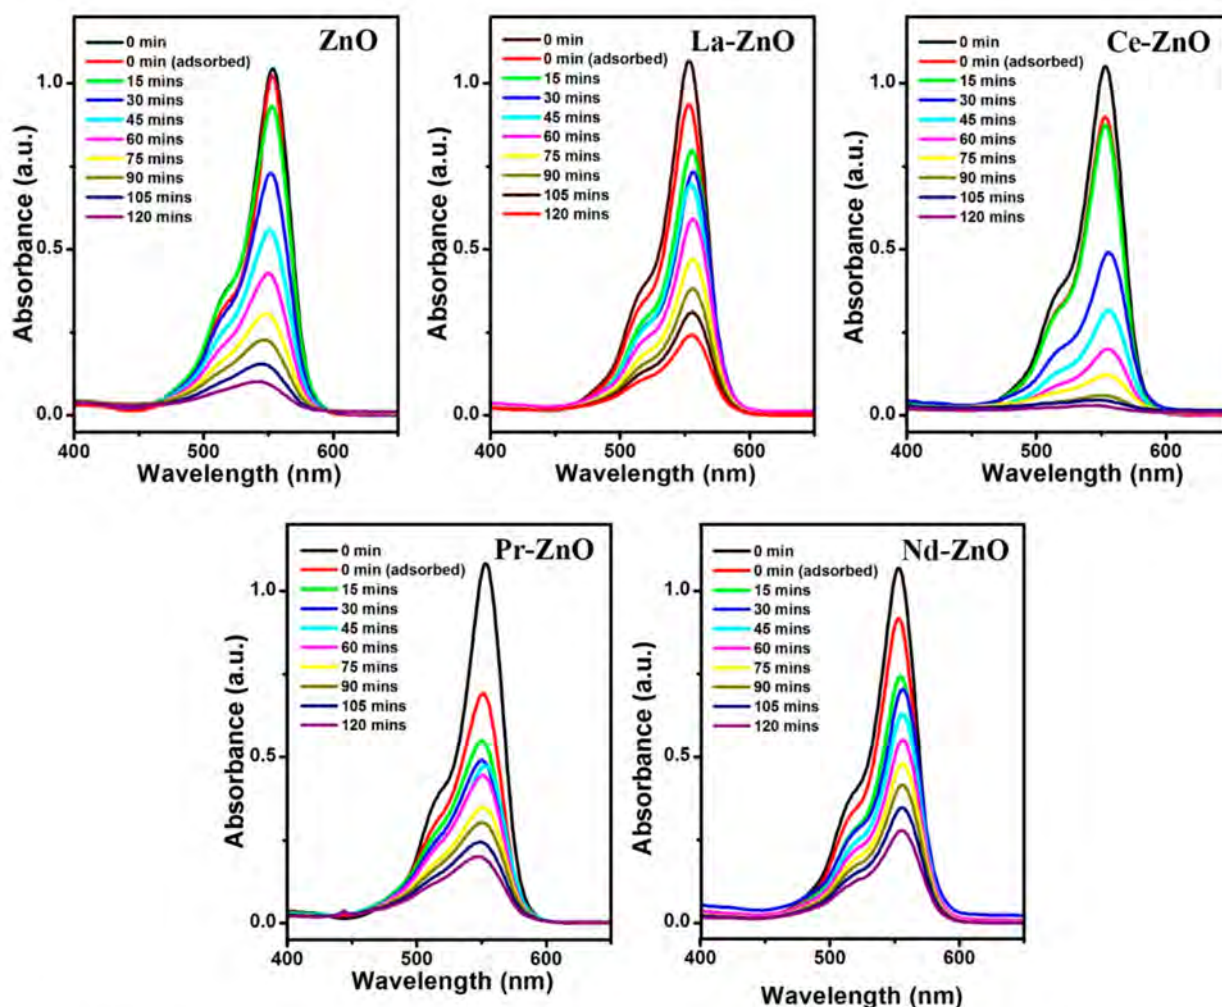 ZnO
0 min
0 min (adsorbed)
15 mins
30 mins
45 mins
60 mins
75 mins
90 mins
105 mins
120 mins
1.0
0.5
0.0
Absorbance (a.u.)
400 500 600
Wavelength (nm)
La-ZnO
0 min
0 min (adsorbed)
15 mins
30 mins
45 mins
60 mins
75 mins
90 mins
105 mins
120 mins
1.0
0.5
0.0
Absorbance (a.u.)
400 500 600
Wavelength (nm)
Ce-ZnO
0 min
0 min (adsorbed)
15 mins
30 mins
45 mins
60 mins
75 mins
90 mins
105 mins
120 mins
1.0
0.5
0.0
Absorbance (a.u.)
400 500 600
Wavelength (nm)
Pr-ZnO
0 min
0 min (adsorbed)
15 mins
30 mins
45 mins
60 mins
75 mins
90 mins
105 mins
120 mins
1.0
0.5
0.0
Absorbance (a.u.)
400 500 600
Wavelength (nm)
Nd-ZnO
0 min
0 min (adsorbed)
15 mins
30 mins
45 mins
60 mins
75 mins
90 mins
105 mins
120 mins
1.0
0.5
0.0
Absorbance (a.u.)
400 500 600
Wavelength (nm)